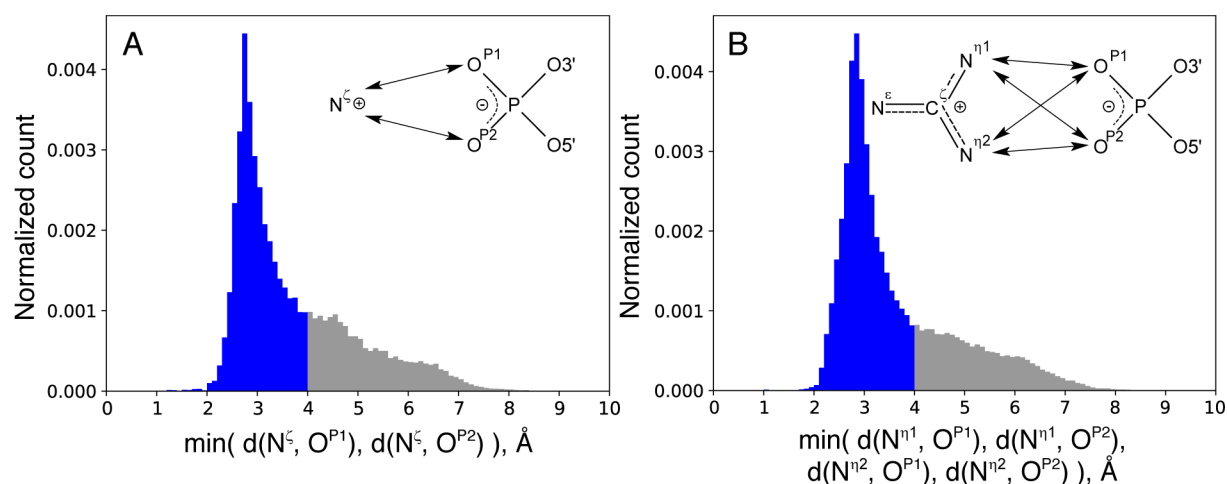 A
0.004
0.003
0.002
0.001
0.000
Normalized count
N^ζ ⊕
O^P1
O^P2
⊖
P
O3'
O5'
0 1 2 3 4 5 6 7 8 9 10
min( d(N^ζ, O^P1), d(N^ζ, O^P2) ), Å
B
0.004
0.003
0.002
0.001
0.000
Normalized count
N^ε
C^ζ
⊕
N^η1
N^η2
O^P1
O^P2
⊖
P
O3'
O5'
0 1 2 3 4 5 6 7 8 9 10
min( d(N^η1, O^P1), d(N^η1, O^P2),
d(N^η2, O^P1), d(N^η2, O^P2) ), Å